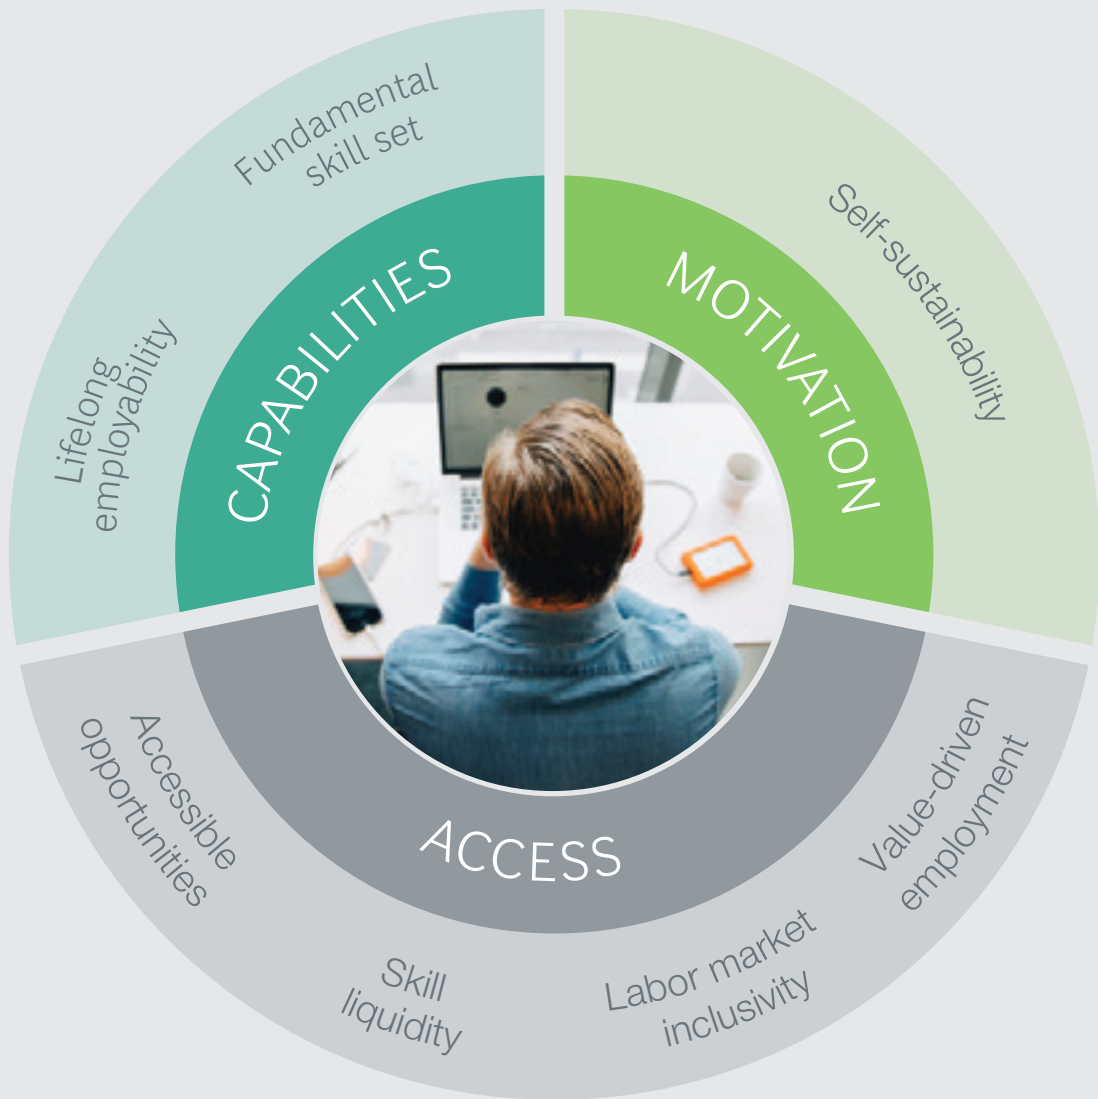 CAPABILITIES
Fundamental
skill set
Lifelong
employability
MOTIVATION
Self-sustainability
ACCESS
Accessible
opportunities
Skill
liquidity
Labor market
inclusivity
Value-driven
employment